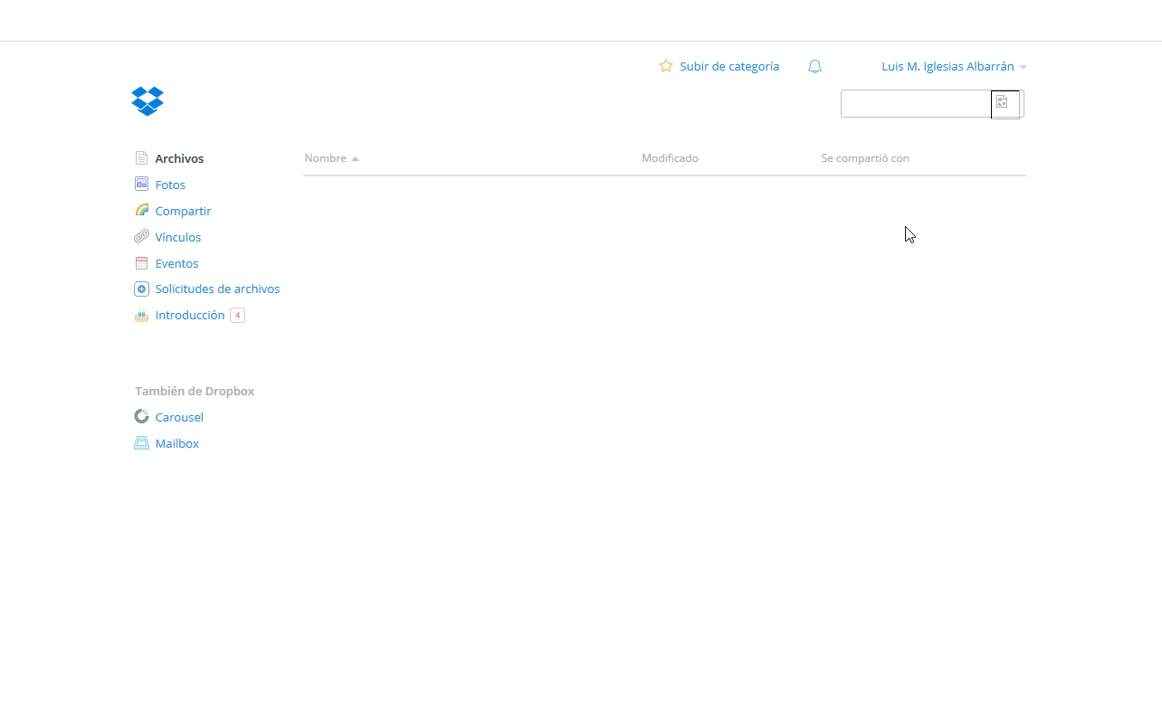 Subir de categoría
Luis M. Iglesias Albarrán
Archivos
Fotos
Compartir
Vínculos
Eventos
Solicitudes de archivos
Introducción 4
También de Dropbox
Carousel
Mailbox
Nombre Modificado Se compartió con